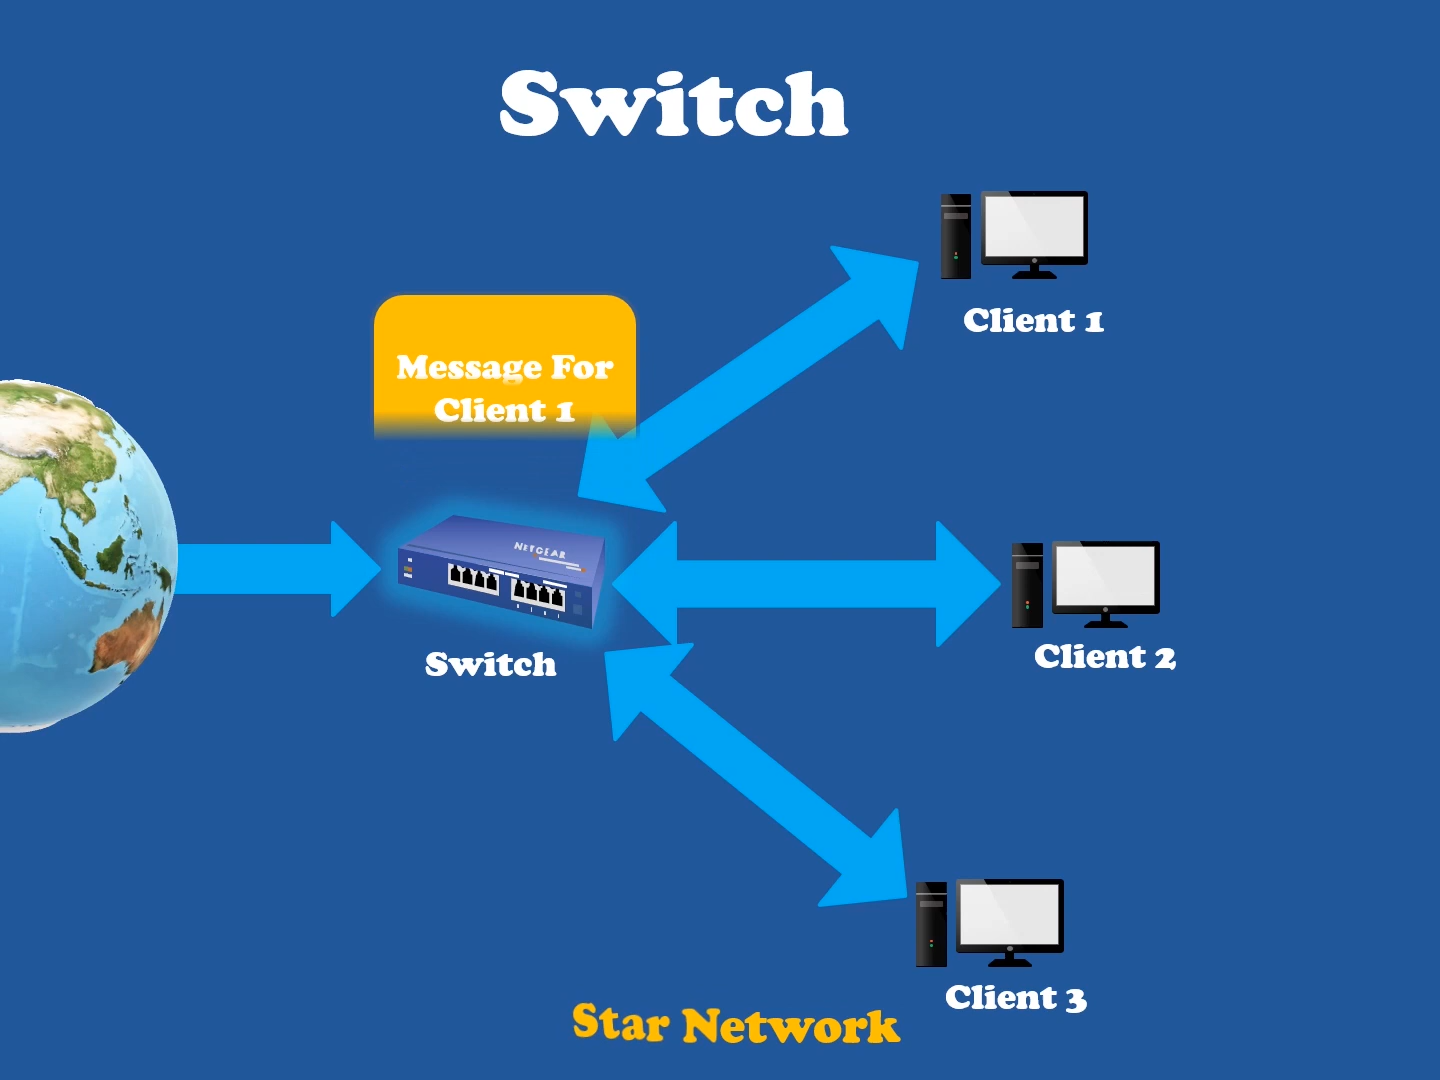 Switch
Client 1
Message For
Client 1
NETGEAR
Switch
Client 2
Client 3
Star Network